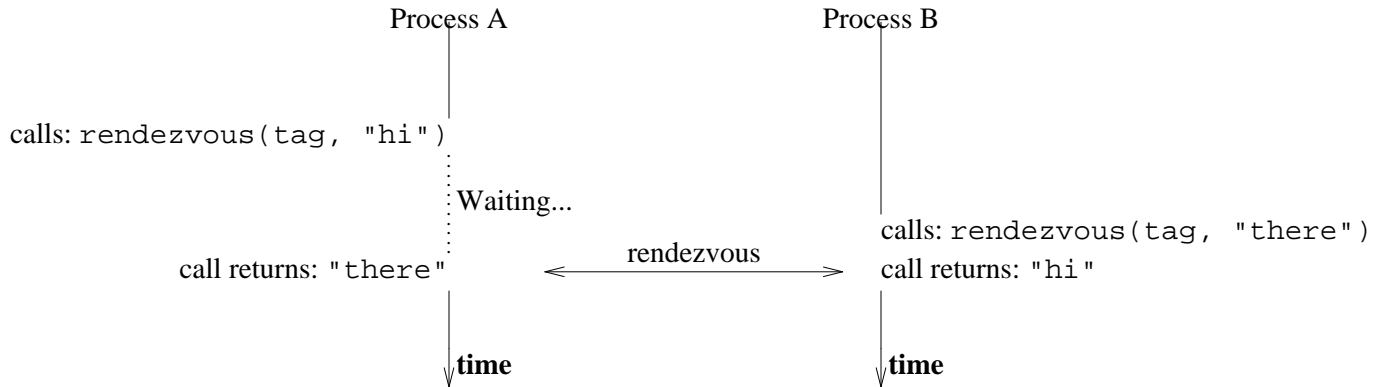 Process A
Process B
calls: rendezvous(tag, "hi")
Waiting...
calls: rendezvous(tag, "there")
rendezvous
call returns: "there"
call returns: "hi"
time
time